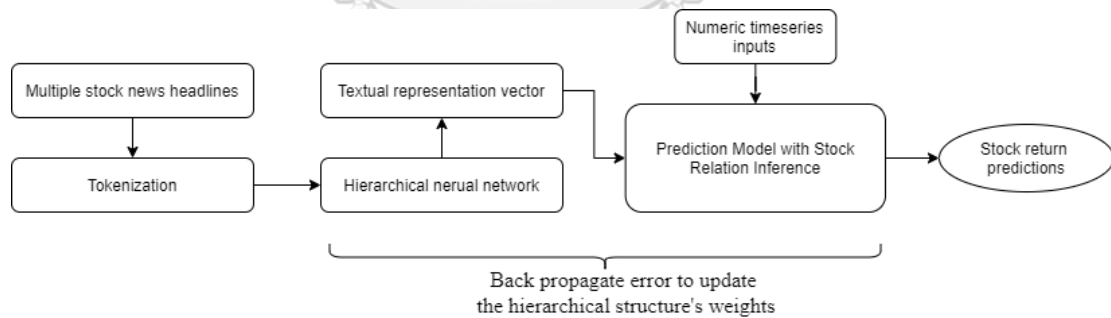 Numeric timeseries
inputs
Multiple stock news headlines
Textual representation vector
Tokenization
Hierarchical nerual network
Prediction Model with Stock
Relation Inference
Stock return
predictions
Back propagate error to update
the hierarchical structure's weights